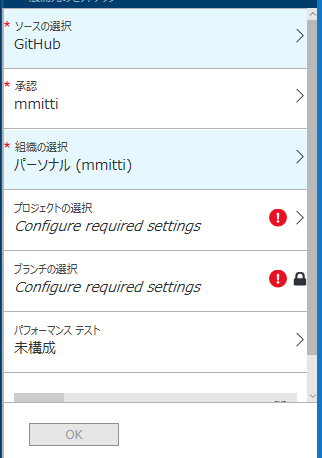 * ソースの選択
GitHub
* 承認
mmitti
* 組織の選択
パーソナル (mmitti)
プロジェクトの選択
Configure required settings
ブランチの選択
Configure required settings
パフォーマンス テスト
未構成
OK